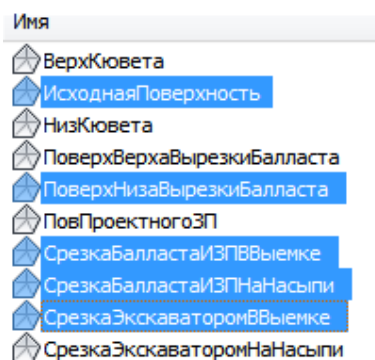 Имя
ВерхКювета
ИсходнаяПоверхность
НизКювета
ПоверхВерхаВырезкиБалласта
ПоверхНизаВырезкиБалласта
ПовПроектногоЗП
СрезкаБалластаИЗПВВыемке
СрезкаБалластаИЗПНаНасыпи
СрезкаЭкскаваторомВВыемке
СрезкаЭкскаваторомНаНасыпи